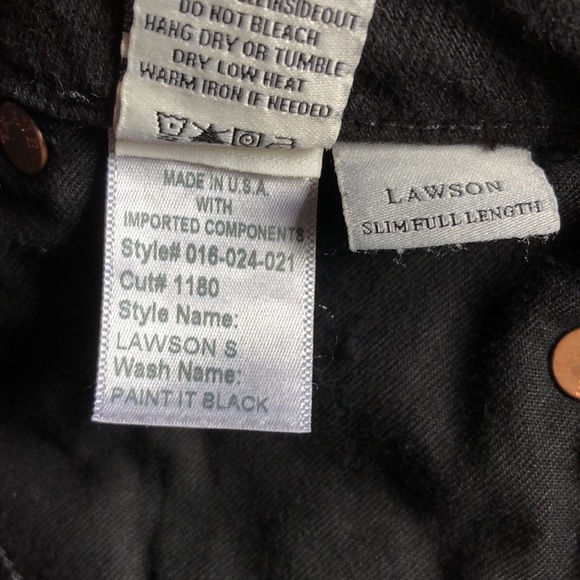 INSIDEOUT
DO NOT BLEACH
HANG DRY OR TUMBLE
DRY LOW HEAT
WARM IRON IF NEEDED
MADE IN U.S.A.
WITH
IMPORTED COMPONENTS
Style# 016-024-021
Cut# 1180
Style Name:
LAWSON S
Wash Name:
PAINT IT BLACK
LAWSON
SLIM FULL LENGTH